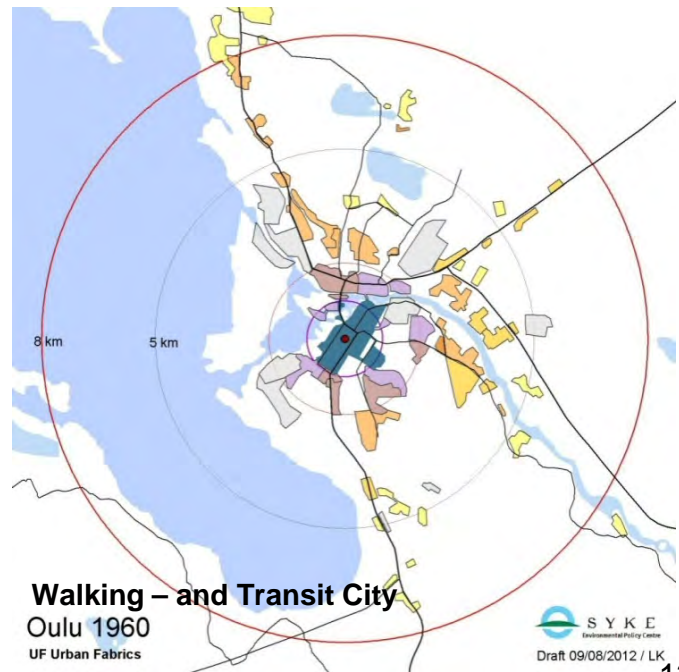 8 km
5 km
Walking – and Transit City
Oulu 1960
UF Urban Fabrics
SYKE
Environmental Policy Centre
Draft 09/08/2012 / LK